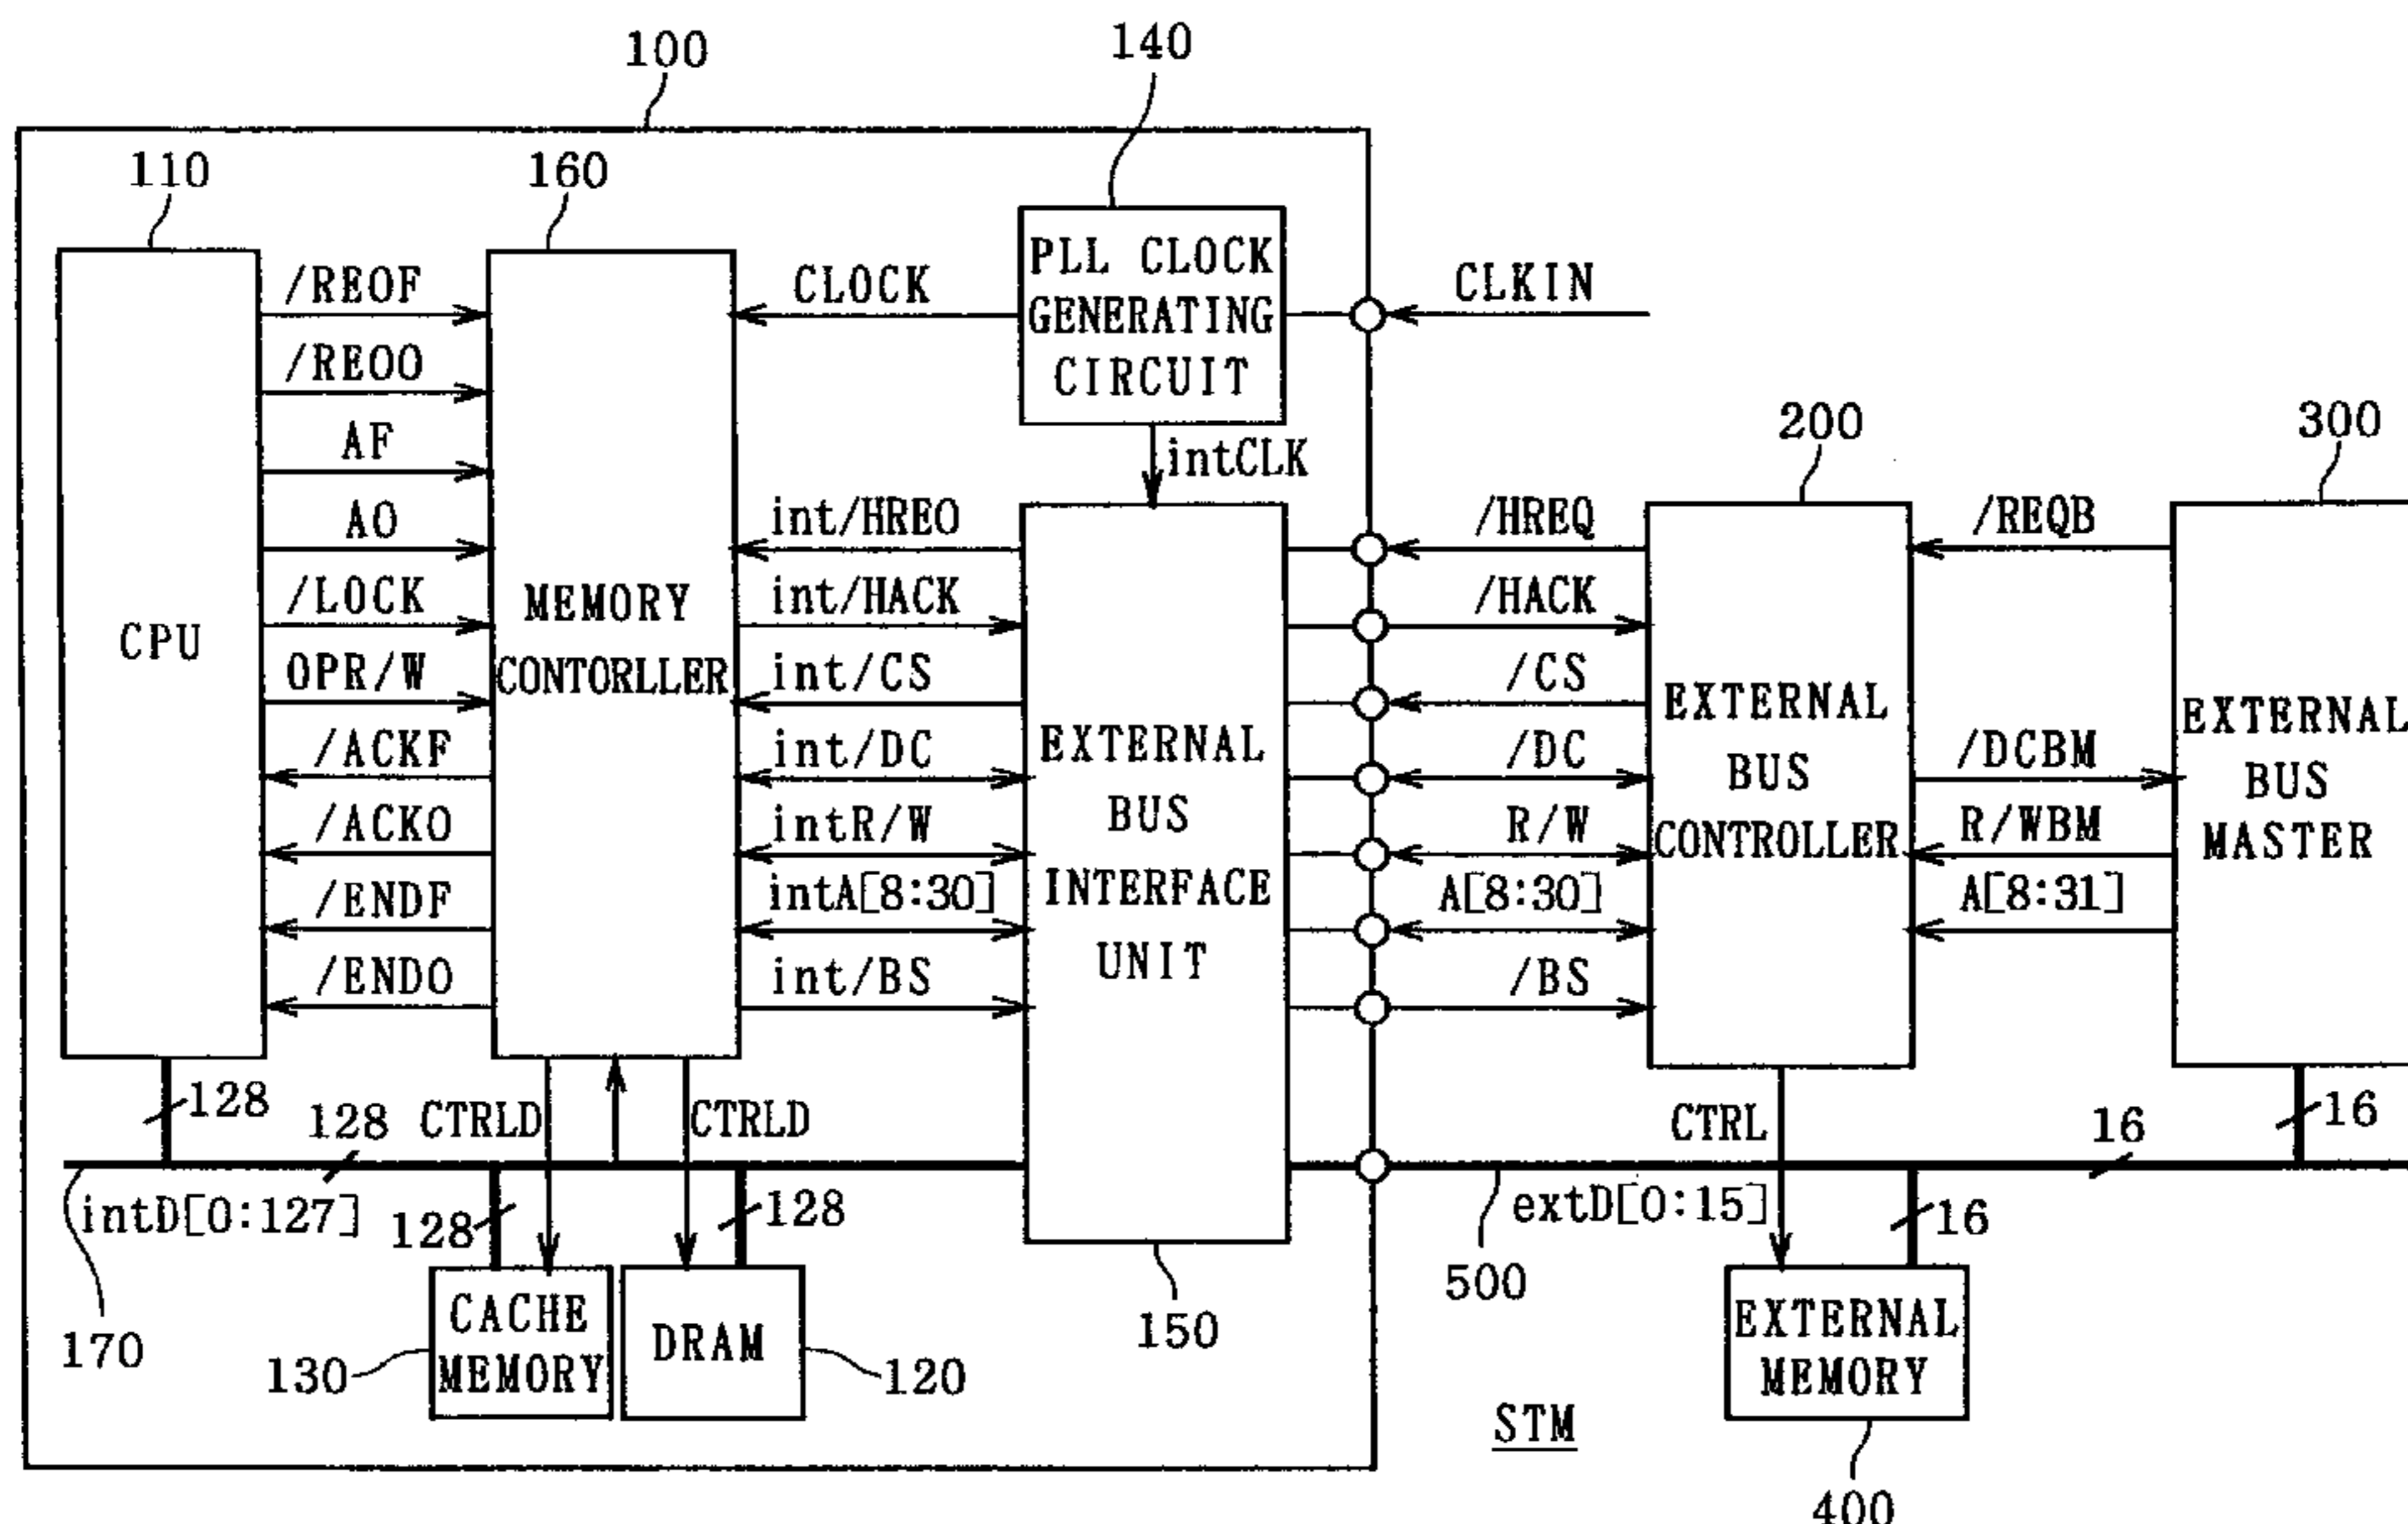 100
140
110
160
PLL CLOCK
GENERATING
CIRCUIT
/REOF
CLOCK
CLKIN
/REOO
AF
intCLK
200
300
AO
int/HREO
/HREQ
/REQB
/LOCK
int/HACK
/HACK
CPU
MEMORY
CONTORLLER
OPR/W
int/CS
/CS
EXTERNAL
BUS
CONTROLLER
EXTERNAL
BUS
MASTER
/ACKF
int/DC
EXTERNAL
BUS
INTERFACE
UNIT
/DC
/DCBM
/ACKO
intR/W
R/W
R/WBM
/ENDF
intA[8:30]
A[8:30]
A[8:31]
/ENDO
int/BS
/BS
128
128
CTRLD
CTRLD
CTRL
16
16
intD[0:127]
128
128
extD[0:15]
16
170
130
CACHE
MEMORY
DRAM
120
150
500
EXTERNAL
MEMORY
STM
400